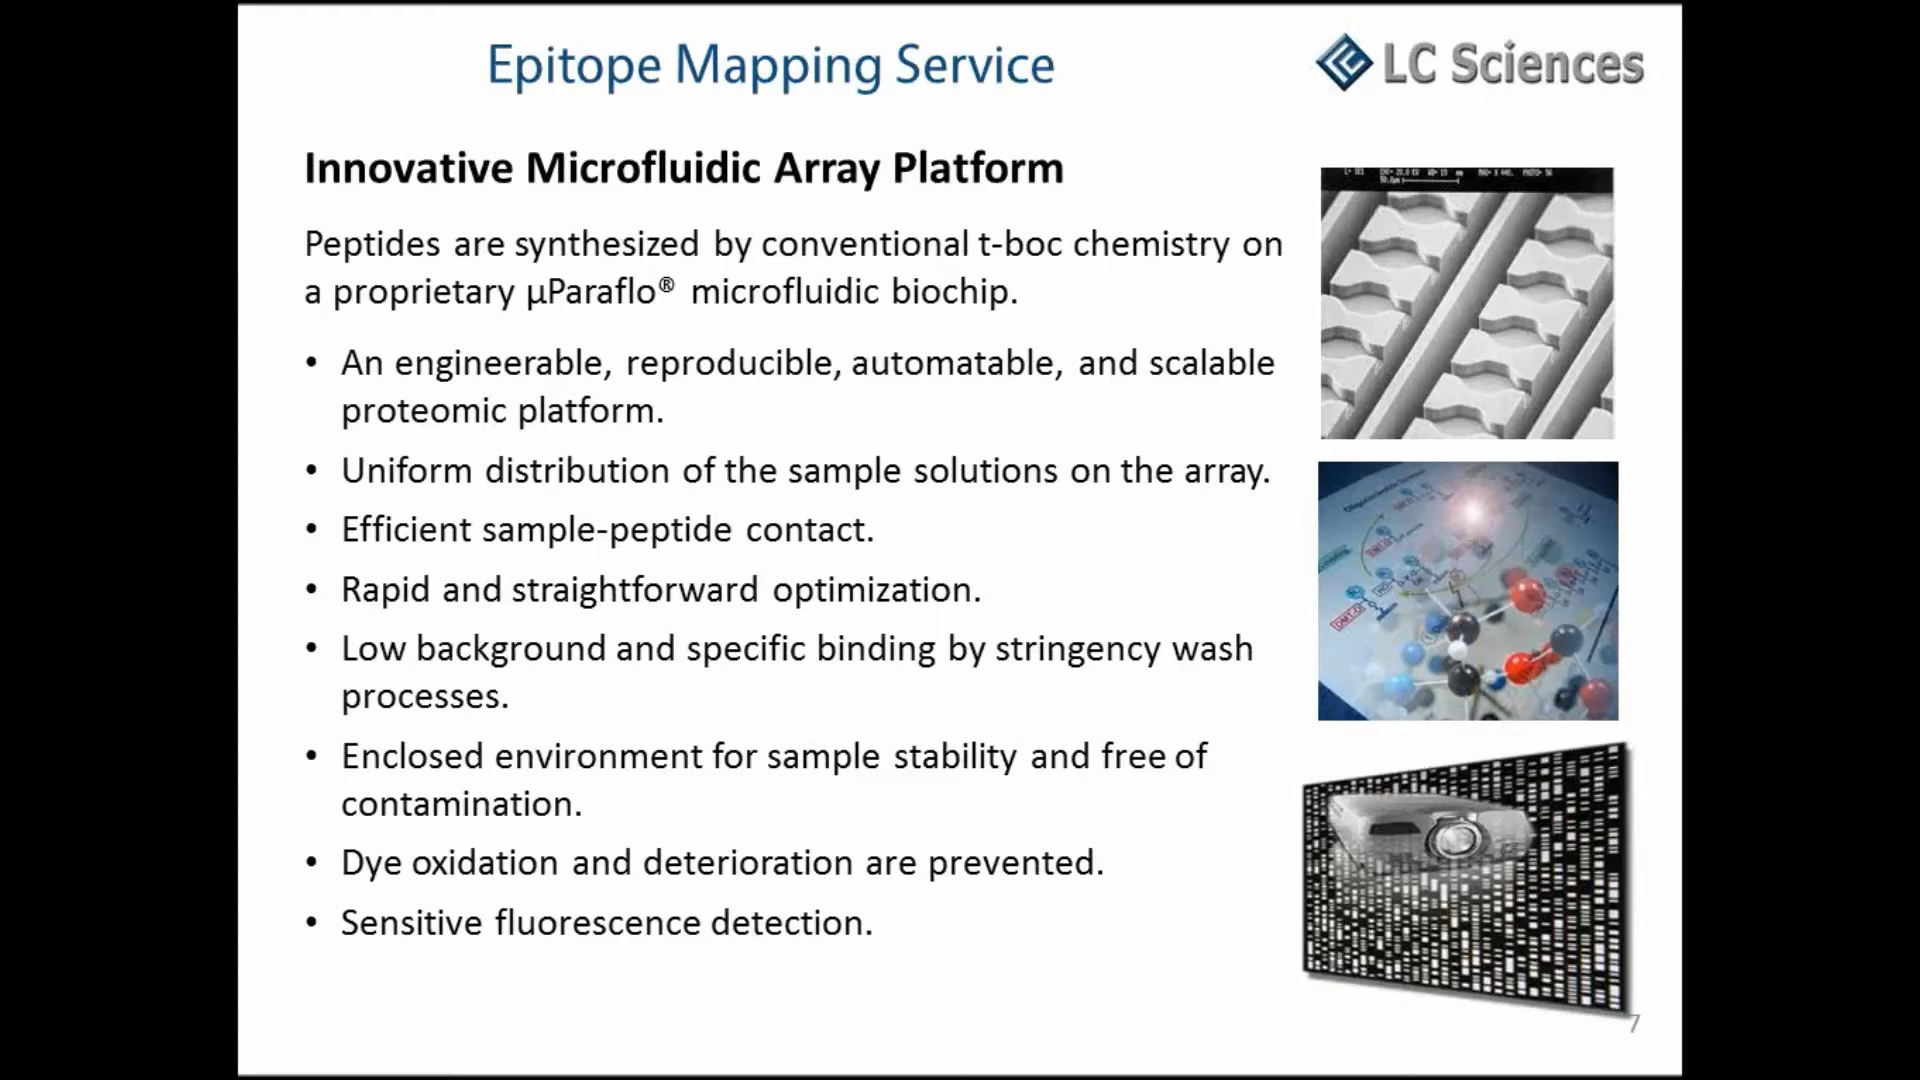 Epitope Mapping Service
LC Sciences
Innovative Microfluidic Array Platform
Peptides are synthesized by conventional t-boc chemistry on
a proprietary µParaflo® microfluidic biochip.
• An engineerable, reproducible, automatable, and scalable
proteomic platform.
• Uniform distribution of the sample solutions on the array.
• Efficient sample-peptide contact.
• Rapid and straightforward optimization.
• Low background and specific binding by stringency wash
processes.
• Enclosed environment for sample stability and free of
contamination.
• Dye oxidation and deterioration are prevented.
• Sensitive fluorescence detection.
7